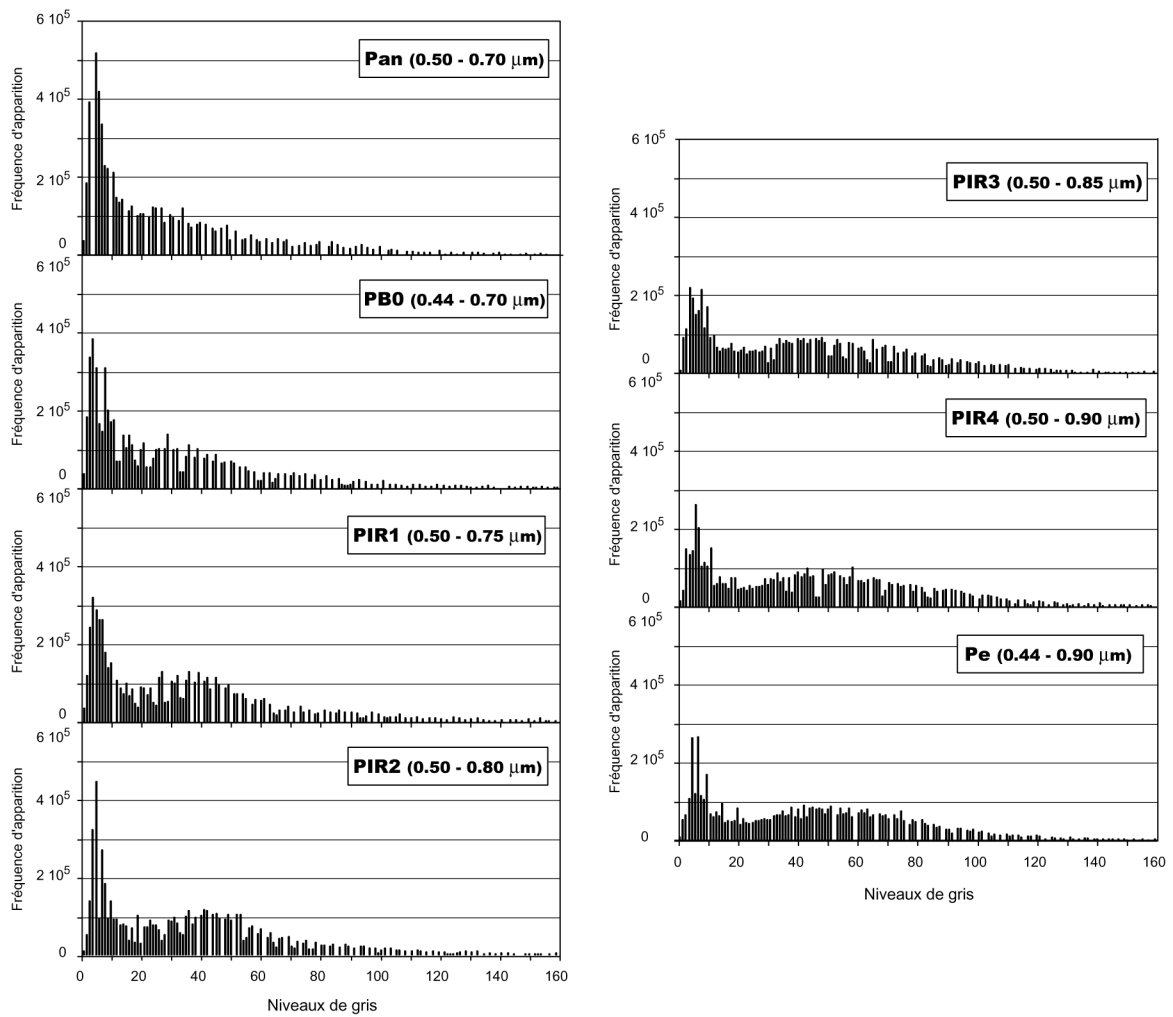 6 10⁵
4 10⁵
2 10⁵
0
Fréquence d'apparition
Pan (0.50 - 0.70 µm)
6 10⁵
4 10⁵
2 10⁵
0
Fréquence d'apparition
PB0 (0.44 - 0.70 µm)
6 10⁵
4 10⁵
2 10⁵
0
Fréquence d'apparition
PIR1 (0.50 - 0.75 µm)
6 10⁵
4 10⁵
2 10⁵
0
Fréquence d'apparition
PIR2 (0.50 - 0.80 µm)
0 20 40 60 80 100 120 140 160
Niveaux de gris
6 10⁵
4 10⁵
2 10⁵
0
Fréquence d'apparition
PIR3 (0.50 - 0.85 µm)
6 10⁵
4 10⁵
2 10⁵
0
Fréquence d'apparition
PIR4 (0.50 - 0.90 µm)
6 10⁵
4 10⁵
2 10⁵
0
Fréquence d'apparition
Pe (0.44 - 0.90 µm)
0 20 40 60 80 100 120 140 160
Niveaux de gris